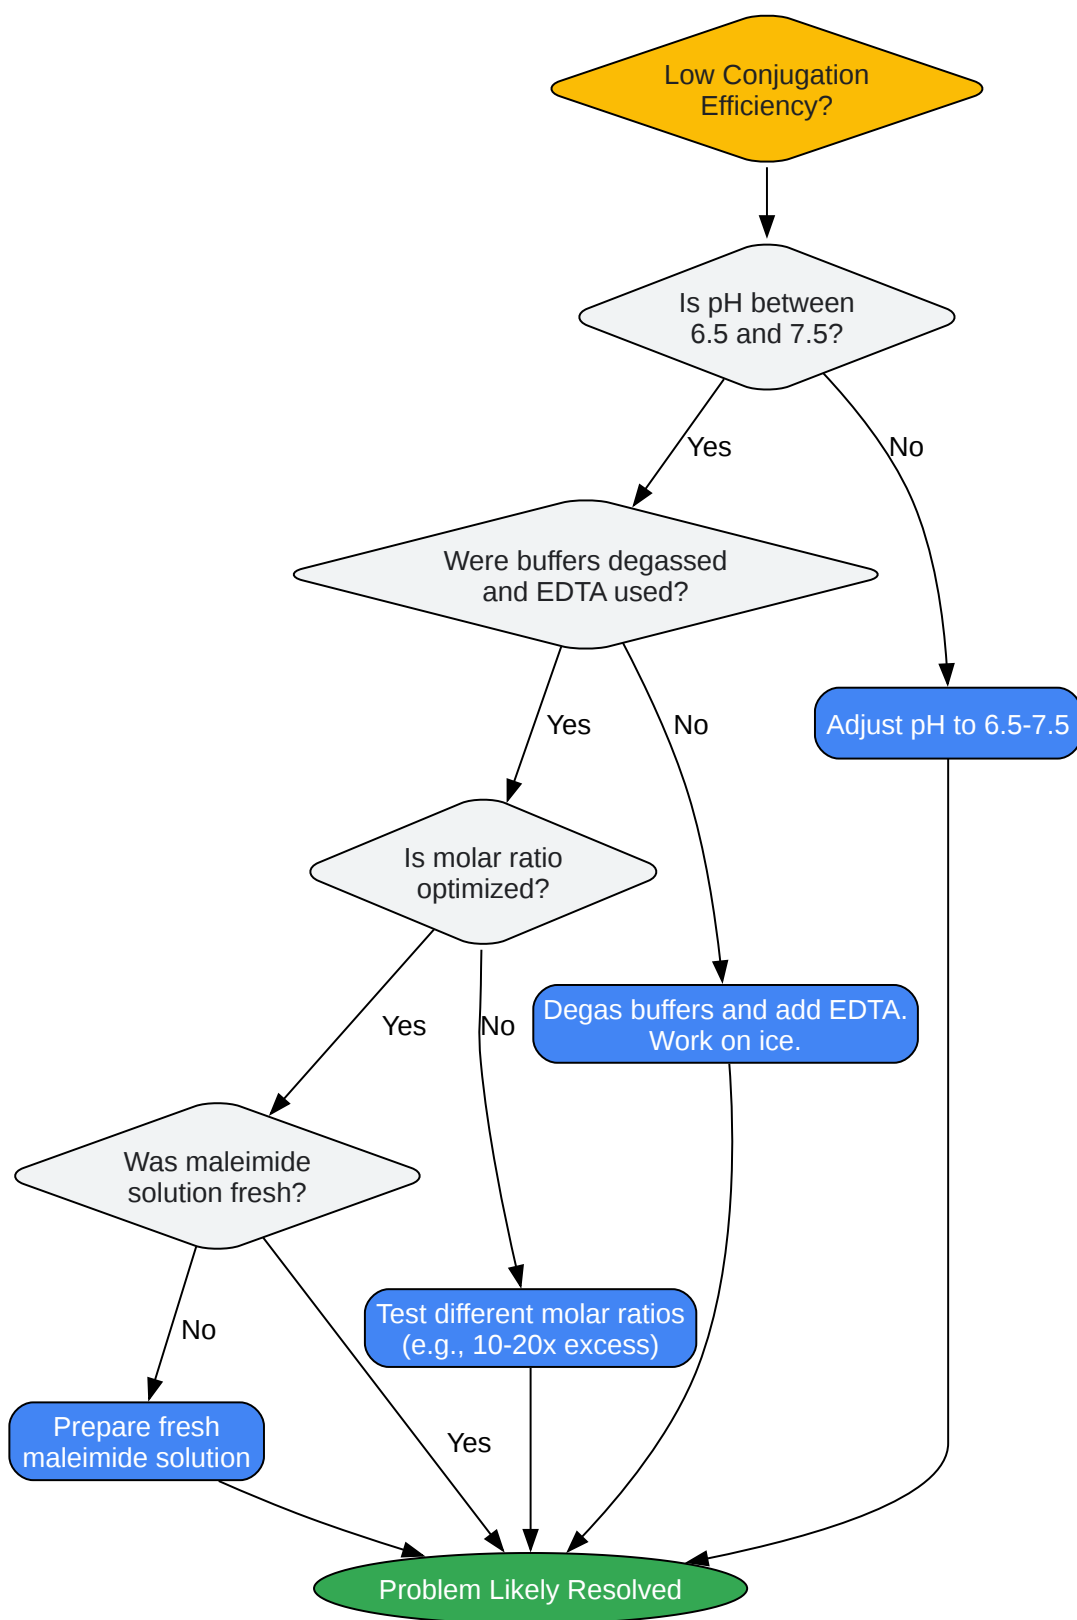 Low Conjugation
Efficiency?
Is pH between
6.5 and 7.5?
Yes
No
Were buffers degassed
and EDTA used?
Yes
No
Adjust pH to 6.5-7.5
Is molar ratio
optimized?
Yes
No
Degas buffers and add EDTA.
Work on ice.
Was maleimide
solution fresh?
No
Test different molar ratios
(e.g., 10-20x excess)
Prepare fresh
maleimide solution
Yes
Problem Likely Resolved